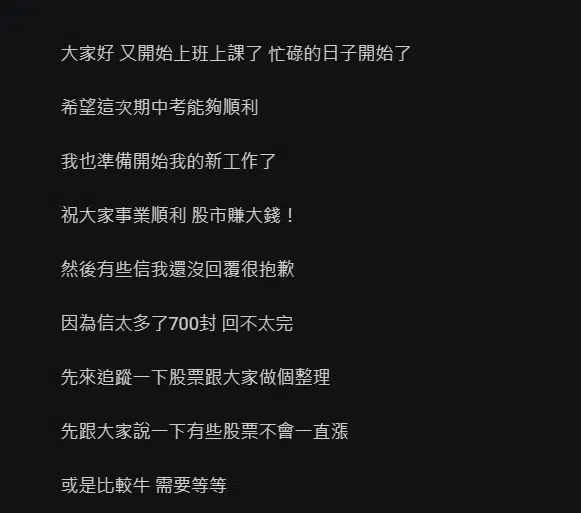 大家好 又開始上班上課了 忙碌的日子開始了
希望這次期中考能夠順利
我也準備開始我的新工作了
祝大家事業順利 股市賺大錢！
然後有些信我還沒回覆很抱歉
因為信太多了700封 回不太完
先來追蹤一下股票跟大家做個整理
先跟大家說一下有些股票不會一直漲
或是比較牛 需要等等